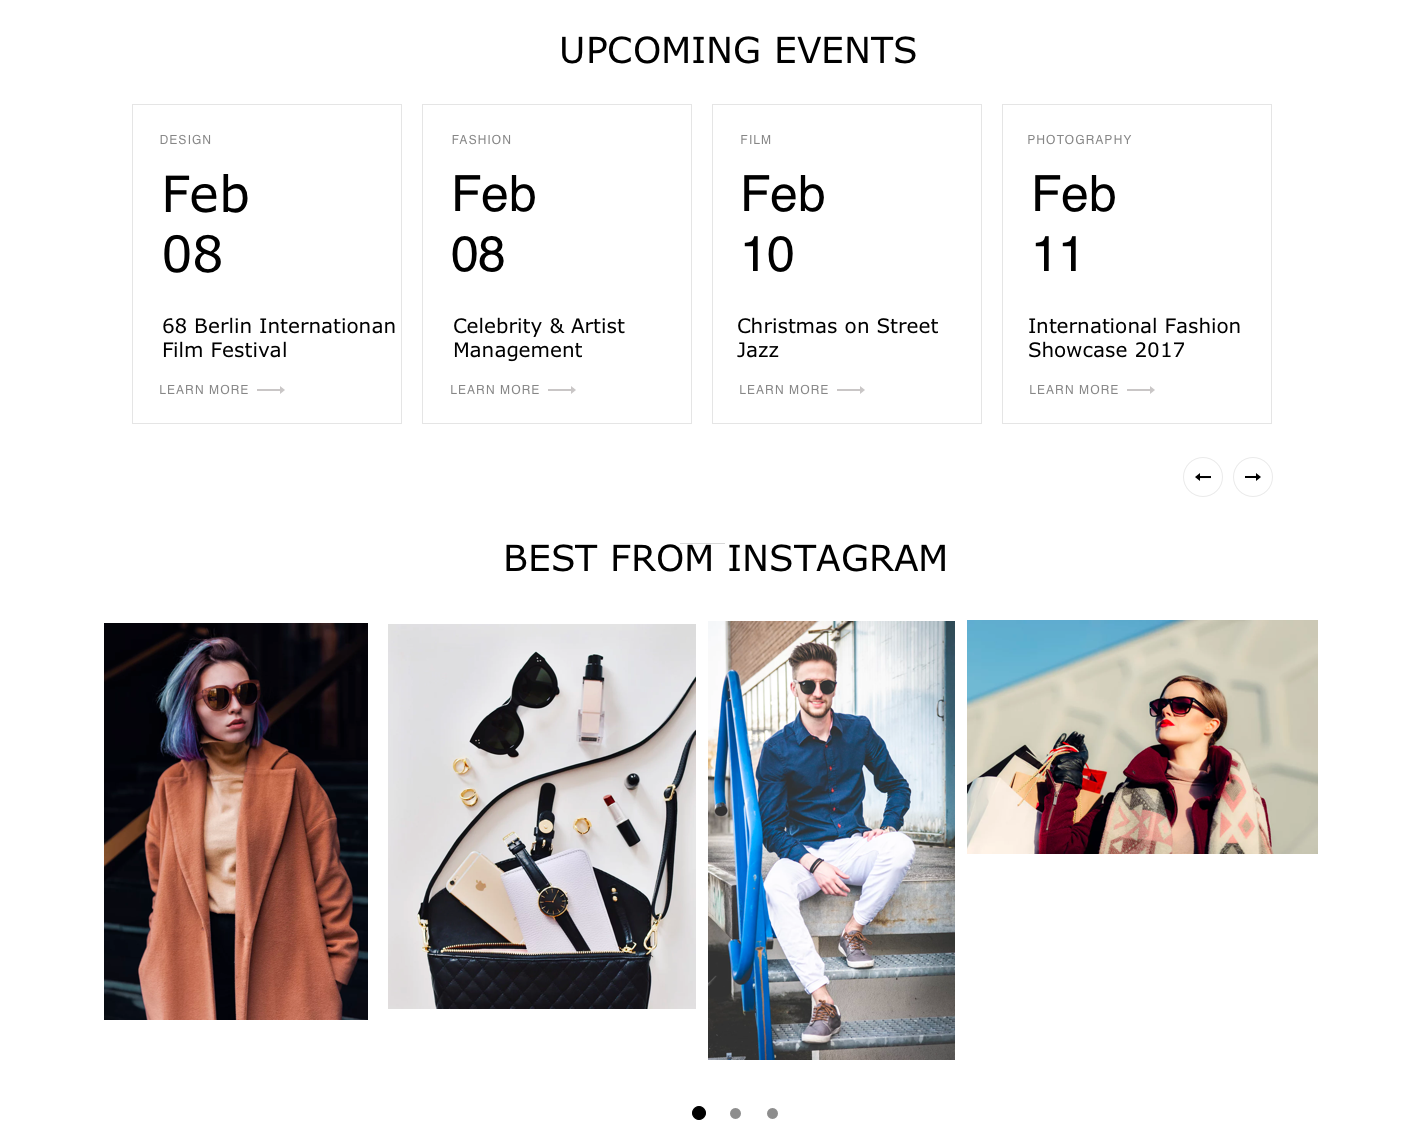 UPCOMING EVENTS
DESIGN
Feb
08
68 Berlin Internationan
Film Festival
LEARN MORE
FASHION
Feb
08
Celebrity & Artist
Management
LEARN MORE
FILM
Feb
10
Christmas on Street
Jazz
LEARN MORE
PHOTOGRAPHY
Feb
11
International Fashion
Showcase 2017
LEARN MORE
BEST FROM INSTAGRAM